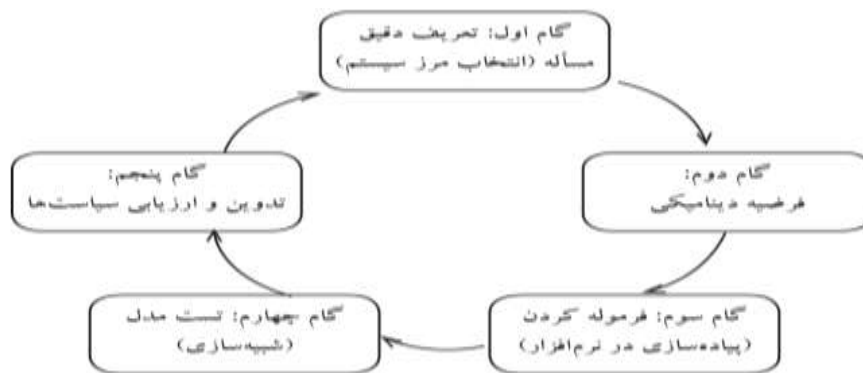 گام اول: تعریف دقیق
مسأله (انتخاب مرز سیستم)
گام دوم:
فرضیه دینامیکی
گام سوم: فرموله کردن
(پیاده‌سازی در نرم‌افزار)
گام چهارم: تست مدل
(شبیه‌سازی)
گام پنجم:
تدوین و ارزیابی سیاست‌ها